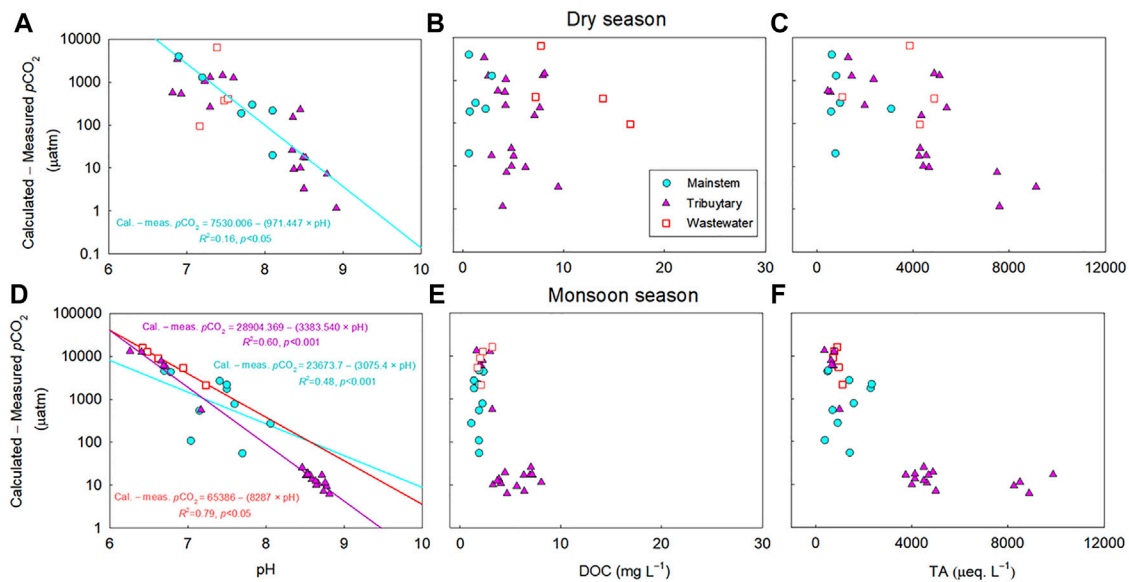 A
B
Dry season
C
Calculated – Measured pCO2
(µatm)
10000
1000
100
10
1
0.1
Cal. – meas. pCO2 = 7530.006 – (971.447 × pH)
R2=0.16, p<0.05
6 7 8 9 10
Mainstem
Tribuytary
Wastewater
0 10 20 30
0 4000 8000 12000
D
E
Monsoon season
F
Calculated – Measured pCO2
(µatm)
100000
10000
1000
100
10
1
Cal. – meas. pCO2 = 28904.369 – (3383.540 × pH)
R2=0.60, p<0.001
Cal. – meas. pCO2 = 23673.7 – (3075.4 × pH)
R2=0.48, p<0.001
Cal. – meas. pCO2 = 65386 – (8287 × pH)
R2=0.79, p<0.05
6 7 8 9 10
pH
0 10 20 30
DOC (mg L–1)
0 4000 8000 12000
TA (µeq. L–1)